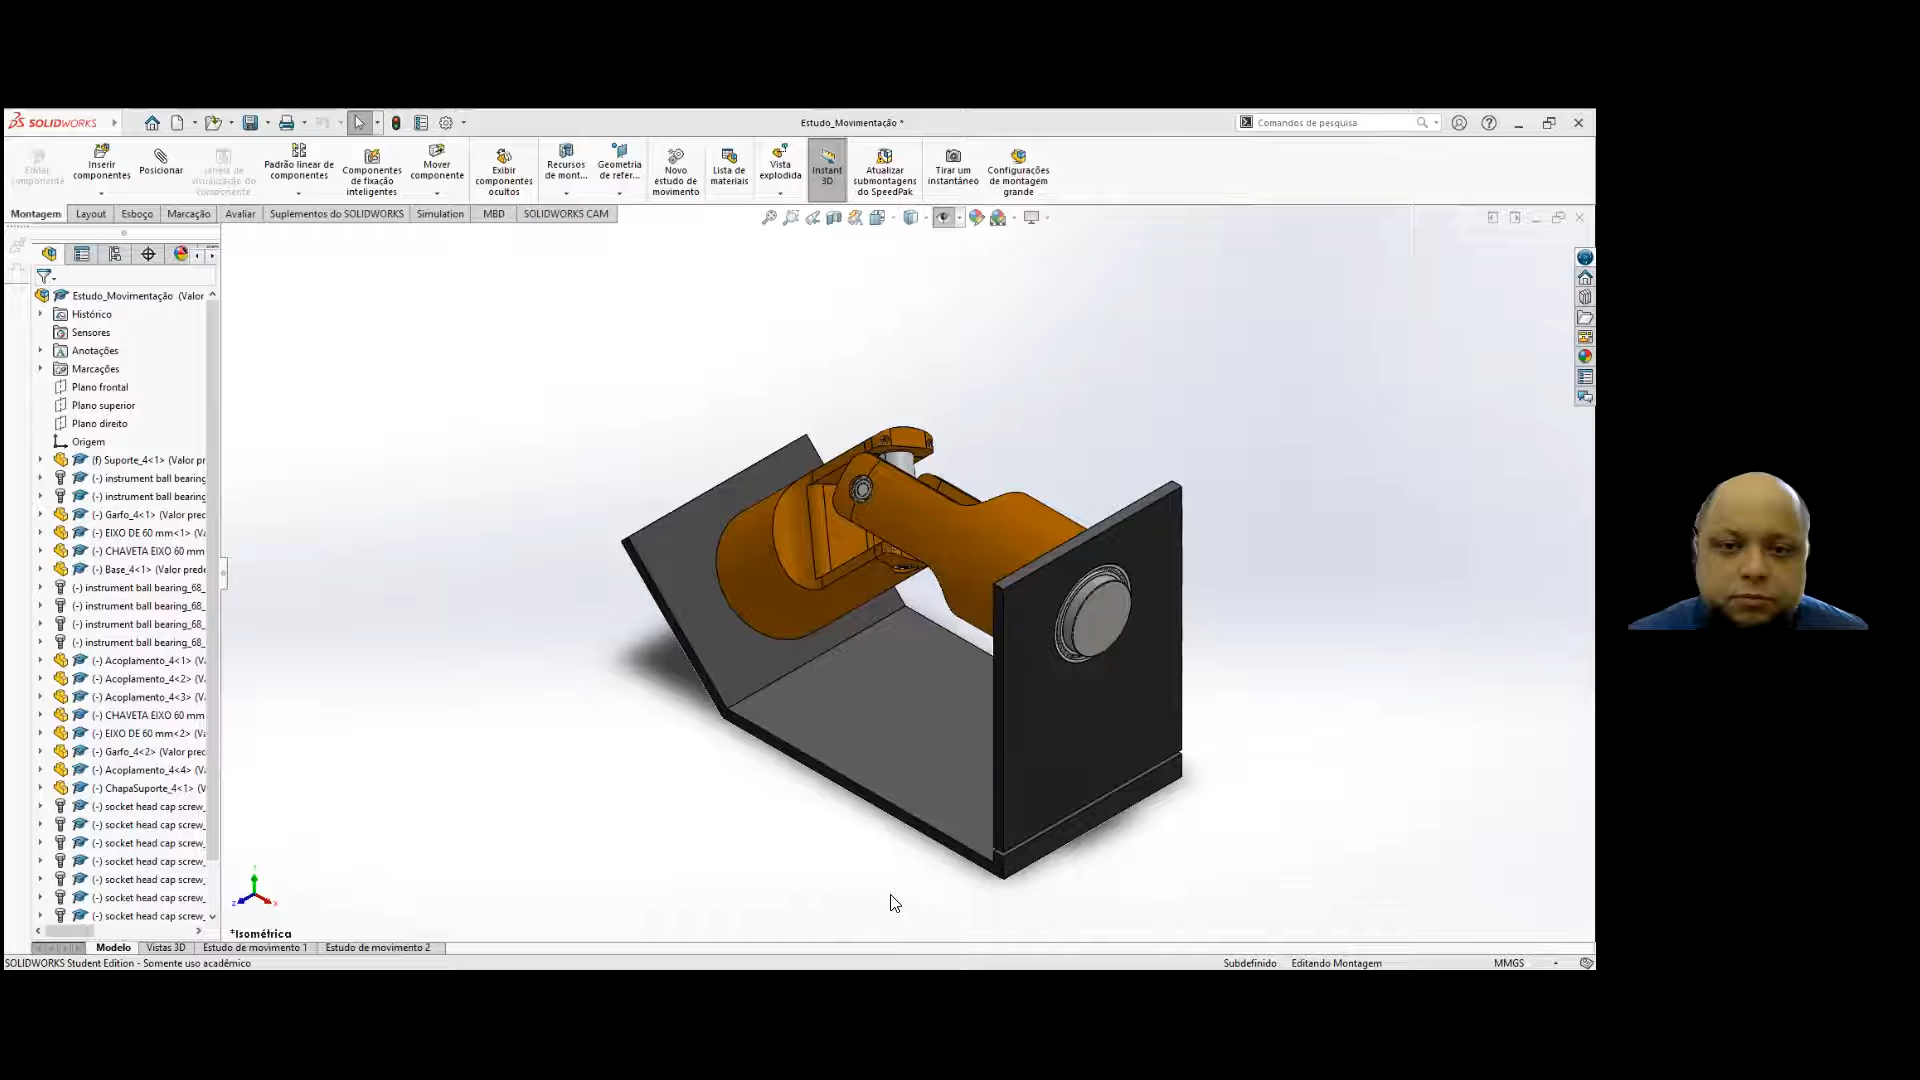 SOLIDWORKS
Estudo_Movimentação *
Comandos de pesquisa
Editar componente
Inserir componentes
Posicionar
Janela de visualização do componente
Padrão linear de componentes
Componentes de fixação inteligentes
Mover componente
Exibir componentes ocultos
Recursos de mont...
Geometria de refer...
Novo estudo de movimento
Lista de materiais
Vista explodida
Instant 3D
Atualizar submontagens do SpeedPak
Tirar um instantâneo
Configurações de montagem grande
Montagem
Layout
Esboço
Marcação
Avaliar
Suplementos do SOLIDWORKS
Simulation
MBD
SOLIDWORKS CAM
Estudo_Movimentação (Valor
Histórico
Sensores
Anotações
Marcações
Plano frontal
Plano superior
Plano direito
Origem
(f) Suporte_4<1> (Valor pr
(-) instrument ball bearing
(-) instrument ball bearing
(-) Garfo_4<1> (Valor prec
(-) EIXO DE 60 mm<1> (Va
(-) CHAVETA EIXO 60 mm
(-) Base_4<1> (Valor prede
(-) instrument ball bearing_68_
(-) instrument ball bearing_68_
(-) instrument ball bearing_68_
(-) instrument ball bearing_68_
(-) Acoplamento_4<1> (V
(-) Acoplamento_4<2> (V
(-) Acoplamento_4<3> (V
(-) CHAVETA EIXO 60 mm
(-) EIXO DE 60 mm<2> (Va
(-) Garfo_4<2> (Valor prec
(-) Acoplamento_4<4> (V
(-) ChapaSuporte_4<1> (V
(-) socket head cap screw_
(-) socket head cap screw_
(-) socket head cap screw_
(-) socket head cap screw_
(-) socket head cap screw_
(-) socket head cap screw_
(-) socket head cap screw_
Y
Z
X
*Isométrica
Modelo
Vistas 3D
Estudo de movimento 1
Estudo de movimento 2
SOLIDWORKS Student Edition - Somente uso acadêmico
Subdefinido
Editando Montagem
MMGS